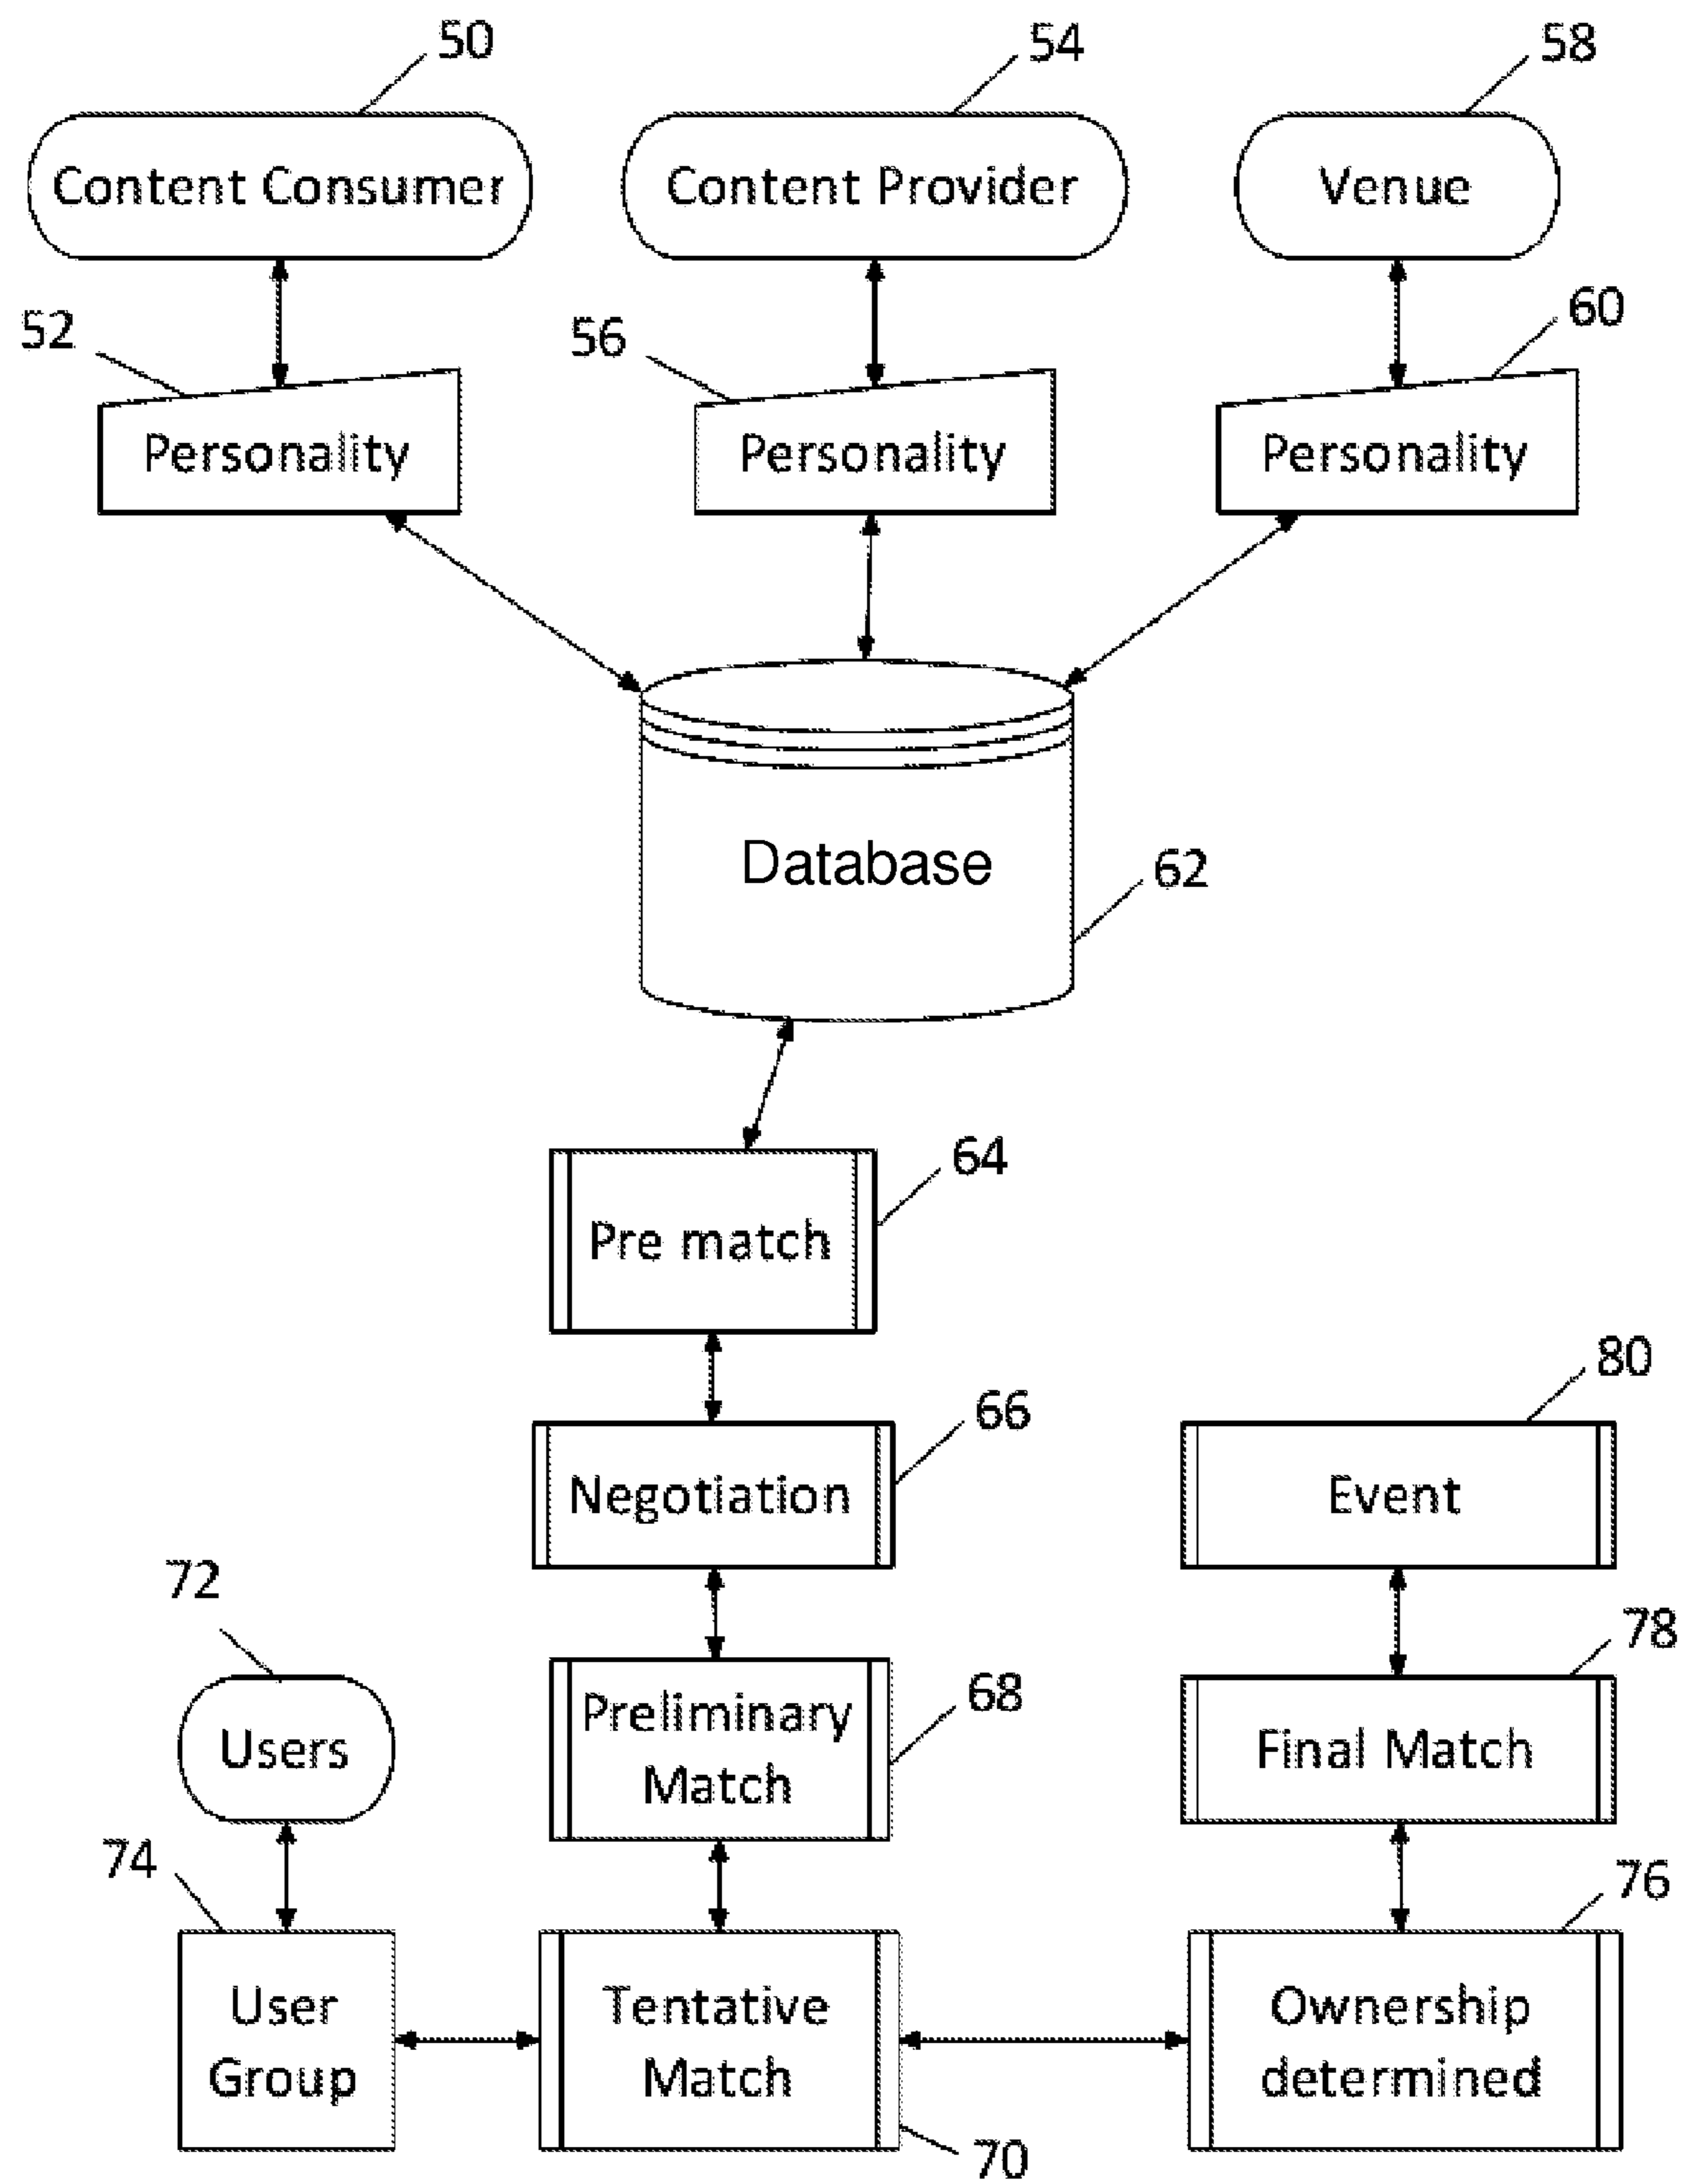 50
54
58
Content Consumer
Content Provider
Venue
52
56
60
Personality
Personality
Personality
Database
62
64
Pre match
80
66
Negotiation
Event
72
78
68
Preliminary
Match
Users
Final Match
74
76
User
Group
Tentative
Match
Ownership
determined
70